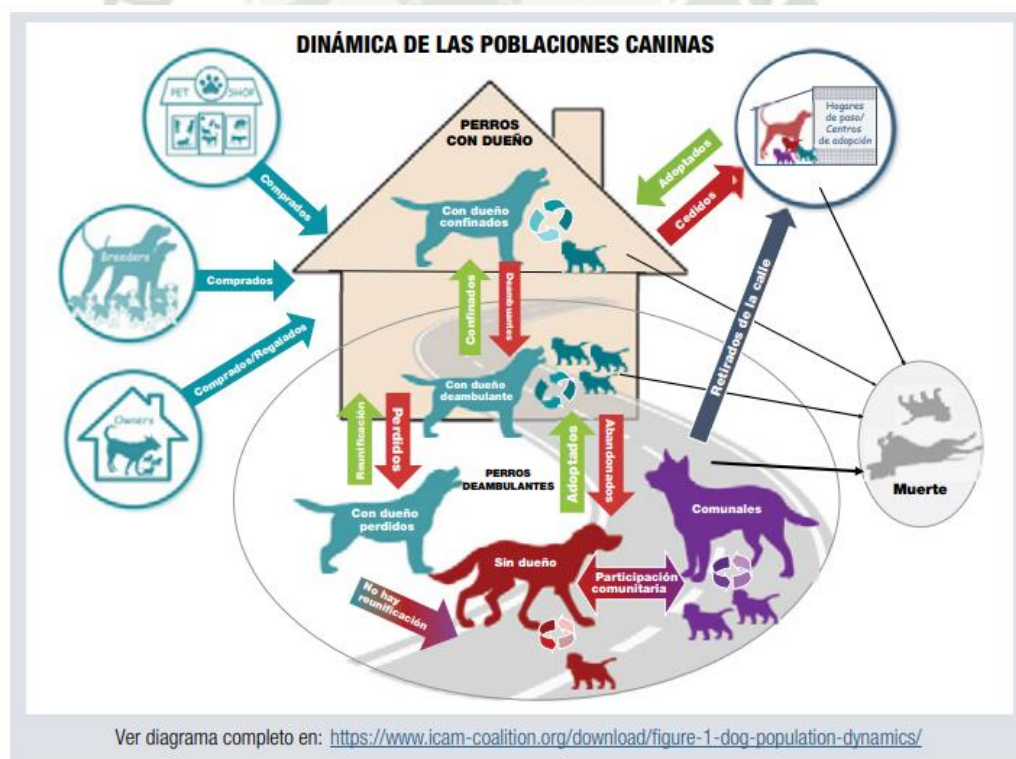 DINÁMICA DE LAS POBLACIONES CANINAS
PET SHOP
Comprados
Breeders
Comprados
Owners
Comprados/Regalados
PERROS
CON DUEÑO
Con dueño
confinados
Confinados
Deambuantes
Con dueño
deambulante
Adoptados
Cedidos
Hogares
de paso/
Centros
de adopción
Retirados de la calle
Reunificación
Perdidos
PERROS
DEAMBULANTES
Adoptados
Abandonados
Con dueño
perdidos
Sin dueño
Comunales
Participación
comunitaria
No hay
reunificación
Muerte
Ver diagrama completo en: https://www.icam-coalition.org/download/figure-1-dog-population-dynamics/